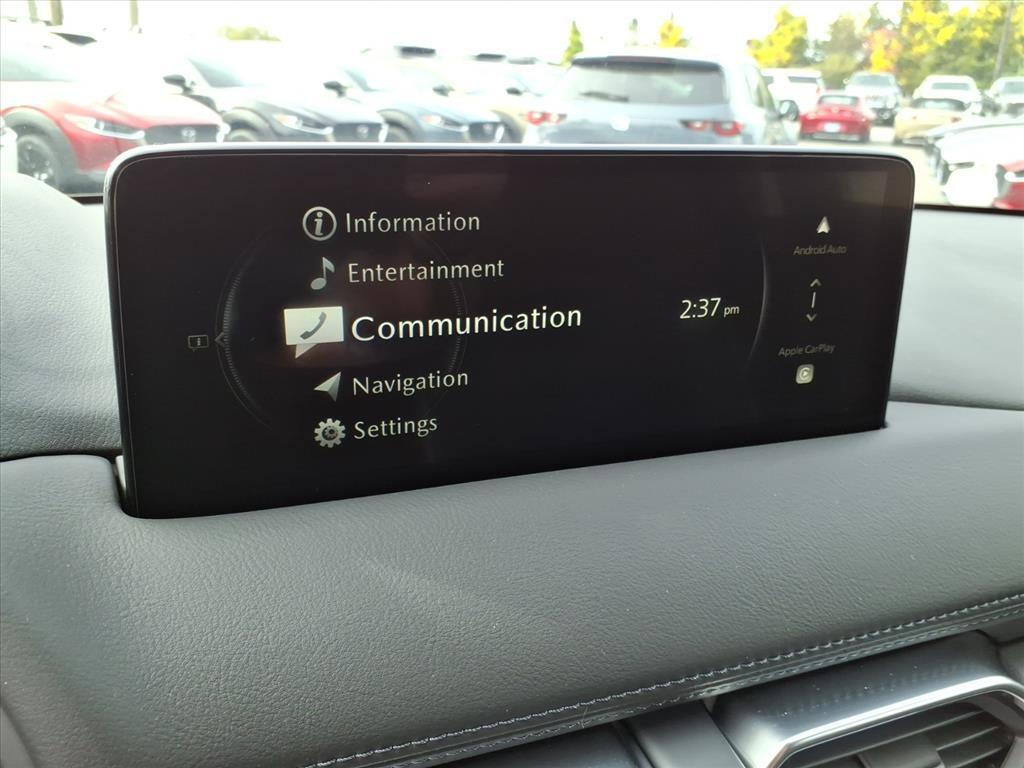 Information
Entertainment
Communication
Navigation
Settings
2:37 pm
Android Auto
Apple CarPlay